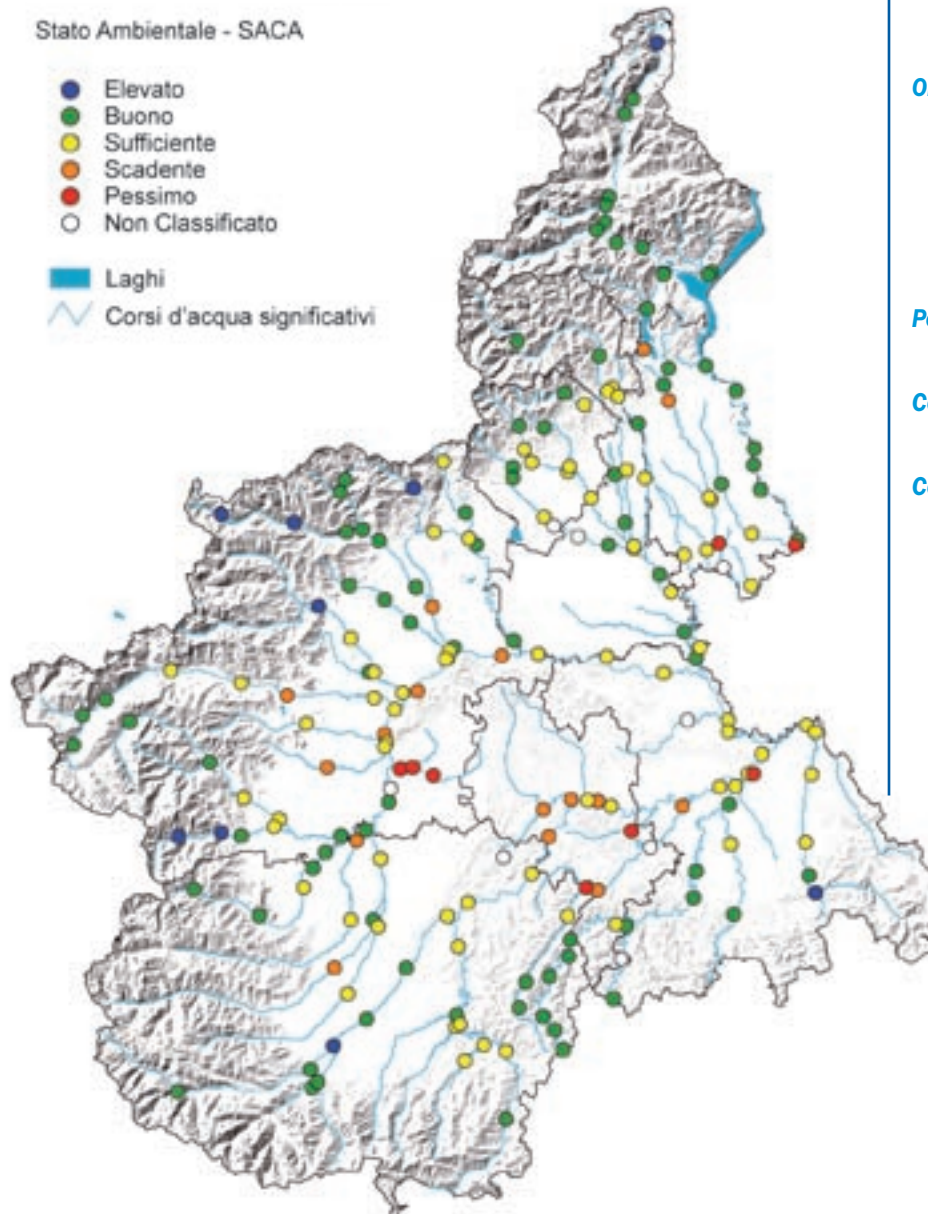 Stato Ambientale - SACA
Elevato
Buono
Sufficiente
Scadente
Pessimo
Non Classificato
Laghi
Corsi d'acqua significativi